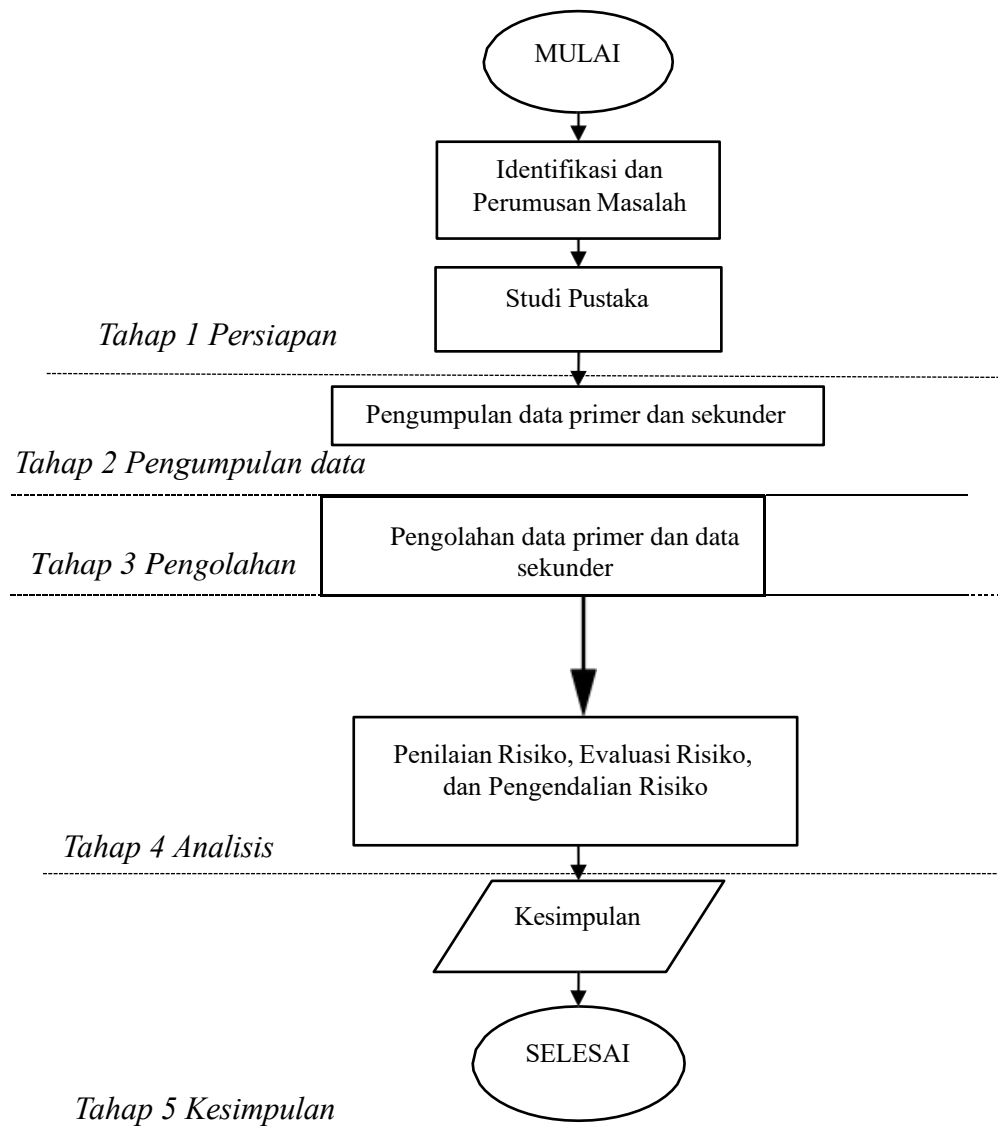 MULAI
Identifikasi dan
Perumusan Masalah
Studi Pustaka
Tahap 1 Persiapan
Pengumpulan data primer dan sekunder
Tahap 2 Pengumpulan data
Pengolahan data primer dan data
sekunder
Tahap 3 Pengolahan
Penilaian Risiko, Evaluasi Risiko,
dan Pengendalian Risiko
Tahap 4 Analisis
Kesimpulan
SELESAI
Tahap 5 Kesimpulan